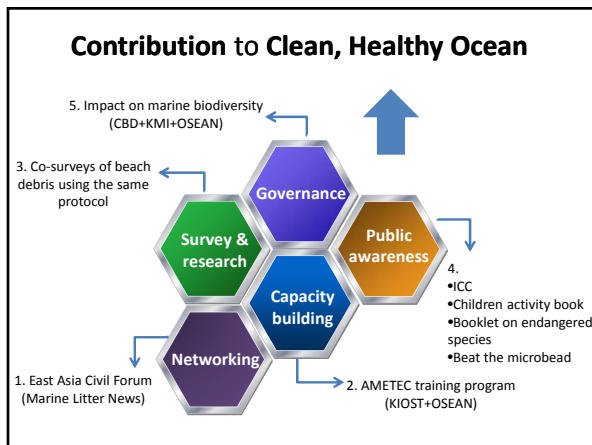 Contribution to Clean, Healthy Ocean
5. Impact on marine biodiversity
(CBD+KMI+OSEAN)
3. Co-surveys of beach
debris using the same
protocol
Governance
Survey &
research
Public
awareness
Capacity
building
Networking
4.
•ICC
•Children activity book
•Booklet on endangered
species
•Beat the microbead
1. East Asia Civil Forum
(Marine Litter News)
2. AMETEC training program
(KIOST+OSEAN)